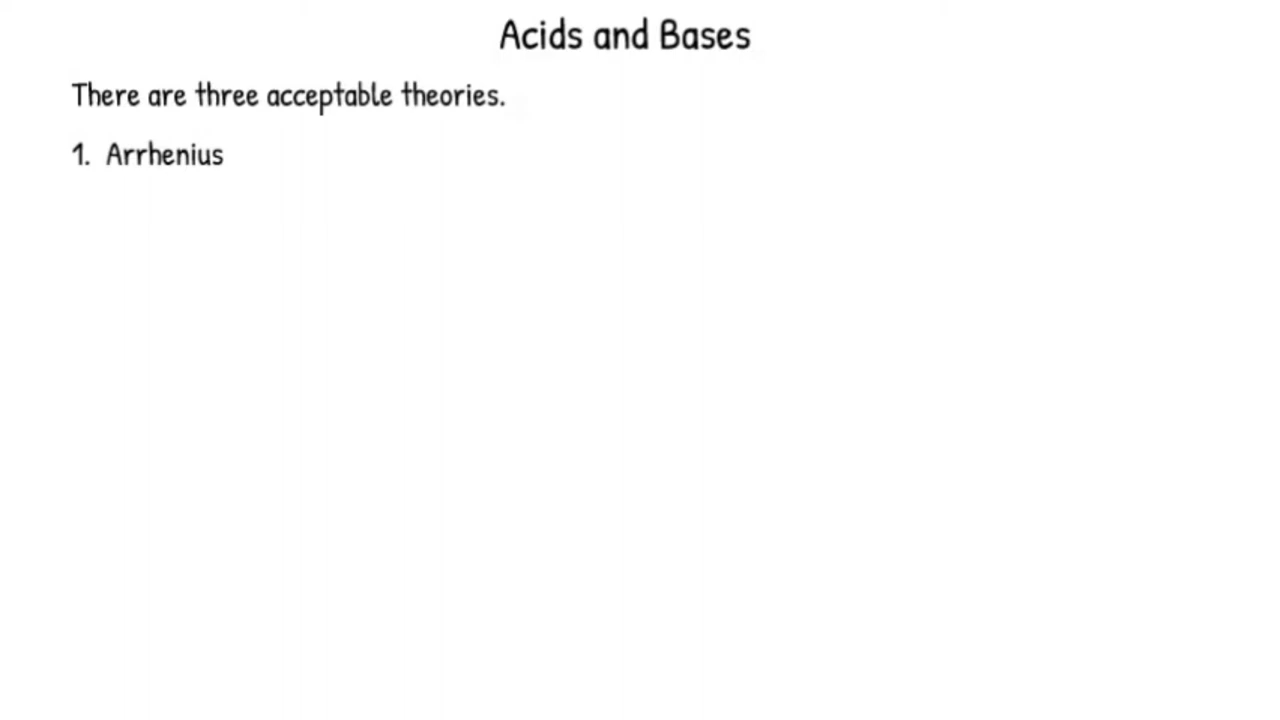 Acids and Bases
There are three acceptable theories.
1. Arrhenius